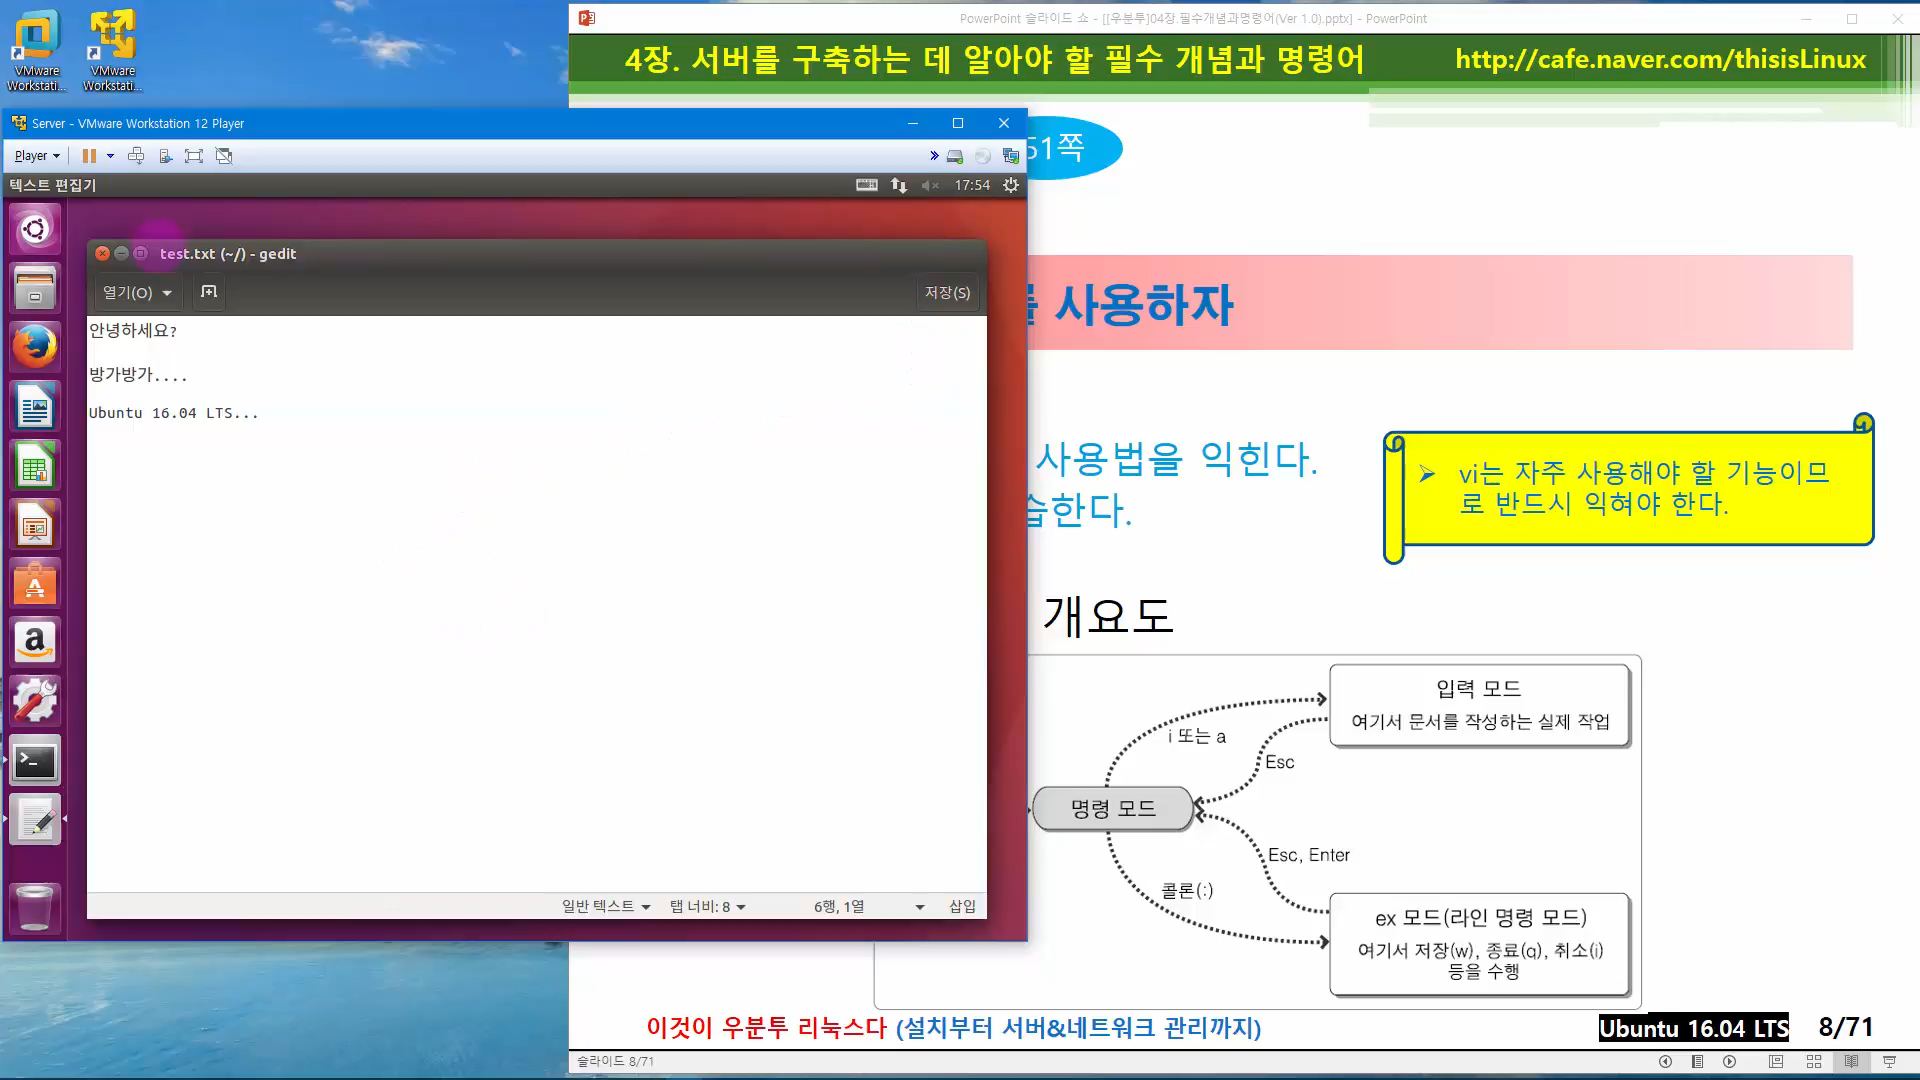 VMware Workstati...
VMware Workstati...
PowerPoint 슬라이드 쇼 - [[우분투]04장.필수개념과명령어(Ver 1.0).pptx] - PowerPoint
4장. 서버를 구축하는 데 알아야 할 필수 개념과 명령어
http://cafe.naver.com/thisisLinux
Server - VMware Workstation 12 Player
Player
51쪽
텍스트 편집기
17:54
test.txt (~/) - gedit
열기(O)
저장(S)
안녕하세요?
방가방가....
Ubuntu 16.04 LTS...
일반 텍스트
탭 너비: 8
6행, 1열
삽입
사용하자
사용법을 익힌다.
습한다.
vi는 자주 사용해야 할 기능이므
로 반드시 익혀야 한다.
개요도
입력 모드
여기서 문서를 작성하는 실제 작업
i 또는 a
Esc
명령 모드
Esc, Enter
콜론(:)
ex 모드(라인 명령 모드)
여기서 저장(w), 종료(q), 취소(i)
등을 수행
이것이 우분투 리눅스다 (설치부터 서버&네트워크 관리까지)
Ubuntu 16.04 LTS
8/71
슬라이드 8/71